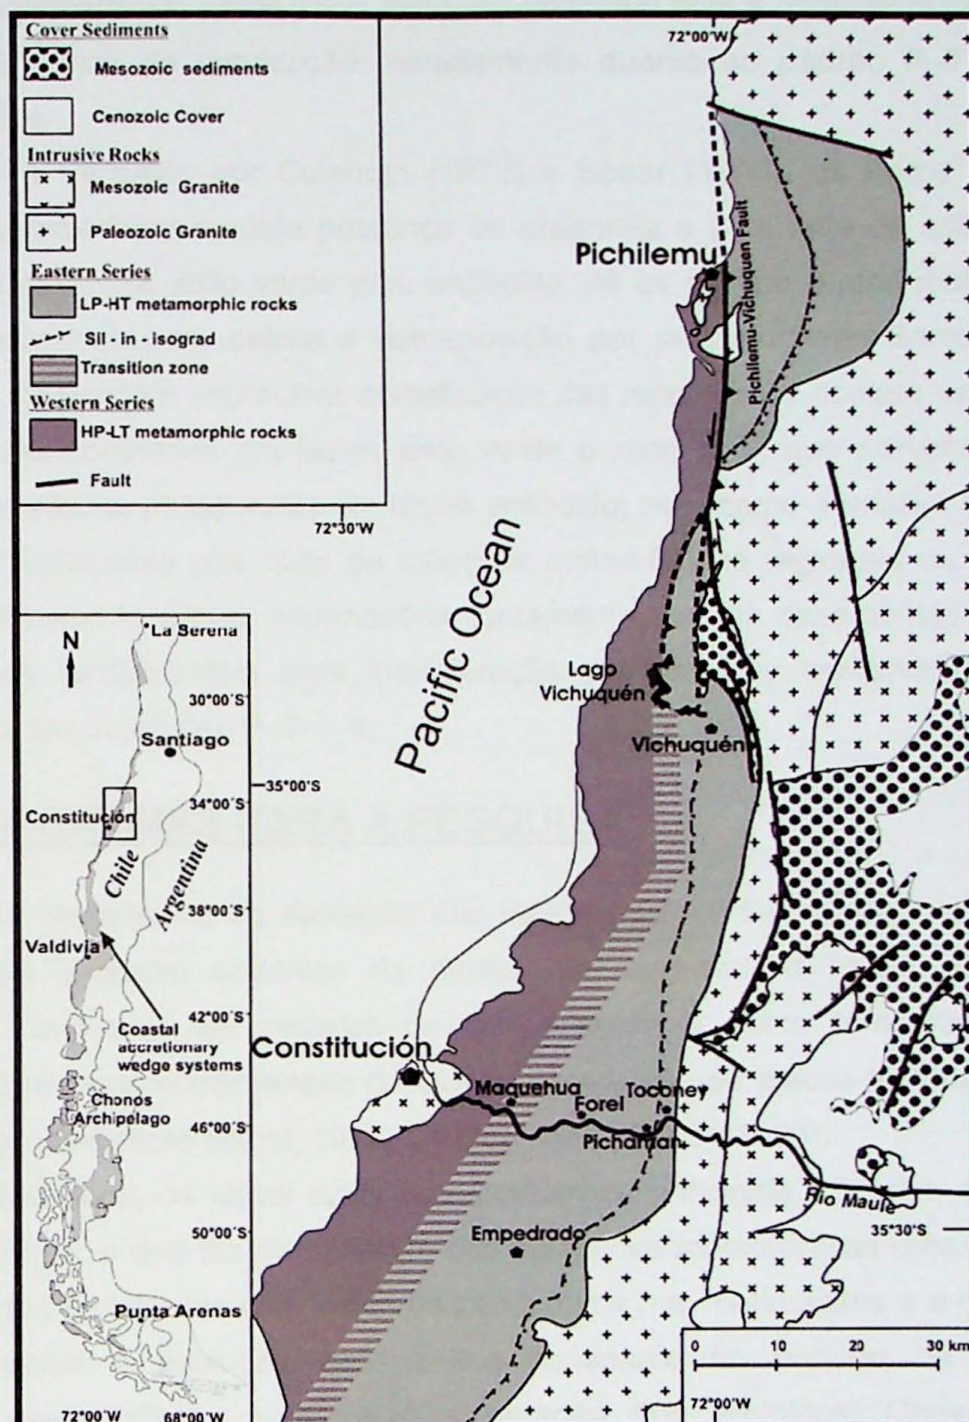 Cover Sediments
Mesozoic sediments
Cenozoic Cover
Intrusive Rocks
Mesozoic Granite
Paleozoic Granite
Eastern Series
LP-HT metamorphic rocks
Sil - in - isograd
Transition zone
Western Series
HP-LT metamorphic rocks
Fault
72°00'W
Pichilemu
Pichilemu-Vichuquen Fault
72°30'W
Pacific Ocean
Lago
Vichuquén
Vichuquén
35°00'S
N
La Serena
30°00'S
Santiago
34°00'S
Constitución
Chile
Argentina
38°00'S
Valdivia
42°00'S
Coastal
accretionary
wedge systems
Chonos
Archipélago
46°00'S
50°00'S
Punta Arenas
72°00'W 68°00'W
Constitución
Maquehua
Forel
Toconey
Pichaman
Rio Maule
Empedrado
35°30'S
0 10 20 30 km
72°00'W